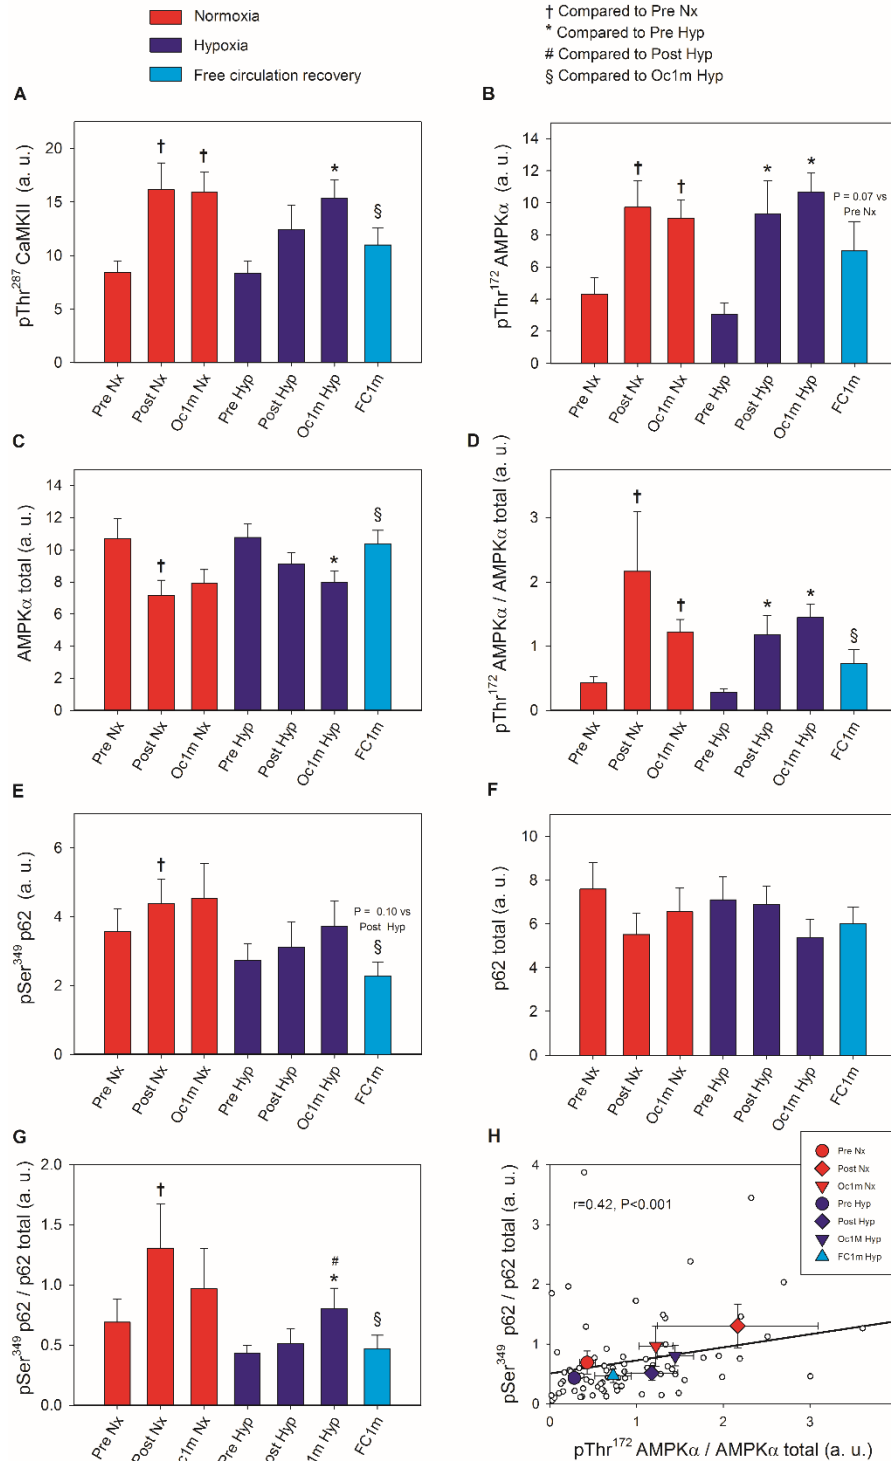 Normoxia
Hypoxia
Free circulation recovery
† Compared to Pre Nx
* Compared to Pre Hyp
# Compared to Post Hyp
§ Compared to Oc1m Hyp
A
pThr²⁸⁷ CaMKII (a. u.)
20
15
10
5
0
†
†
*
§
Pre Nx
Post Nx
Oc1m Nx
Pre Hyp
Post Hyp
Oc1m Hyp
FC1m
B
pThr¹⁷² AMPKα (a. u.)
14
12
10
8
6
4
2
0
†
†
*
*
P = 0.07 vs
Pre Nx
Pre Nx
Post Nx
Oc1m Nx
Pre Hyp
Post Hyp
Oc1m Hyp
FC1m
C
AMPKα total (a. u.)
14
12
10
8
6
4
2
0
†
*
§
Pre Nx
Post Nx
Oc1m Nx
Pre Hyp
Post Hyp
Oc1m Hyp
FC1m
D
pThr¹⁷² AMPKα / AMPKα total (a. u.)
3
2
1
0
†
†
*
*
§
Pre Nx
Post Nx
Oc1m Nx
Pre Hyp
Post Hyp
Oc1m Hyp
FC1m
E
pSer³⁴⁹ p62 (a. u.)
6
4
2
0
†
P = 0.10 vs
Post Hyp
§
Pre Nx
Post Nx
Oc1m Nx
Pre Hyp
Post Hyp
Oc1m Hyp
FC1m
F
p62 total (a. u.)
10
8
6
4
2
0
Pre Nx
Post Nx
Oc1m Nx
Pre Hyp
Post Hyp
Oc1m Hyp
FC1m
G
pSer³⁴⁹ p62 / p62 total (a. u.)
2.0
1.5
1.0
0.5
0.0
†
#
*
§
Pre Nx
Post Nx
Oc1m Nx
Pre Hyp
Post Hyp
1m Hyp
FC1m
H
pSer³⁴⁹ p62 / p62 total (a. u.)
4
3
2
1
0
r=0.42, P<0.001
Pre Nx
Post Nx
Oc1m Nx
Pre Hyp
Post Hyp
Oc1M Hyp
FC1m Hyp
0
1
2
3
pThr¹⁷² AMPKα / AMPKα total (a. u.)